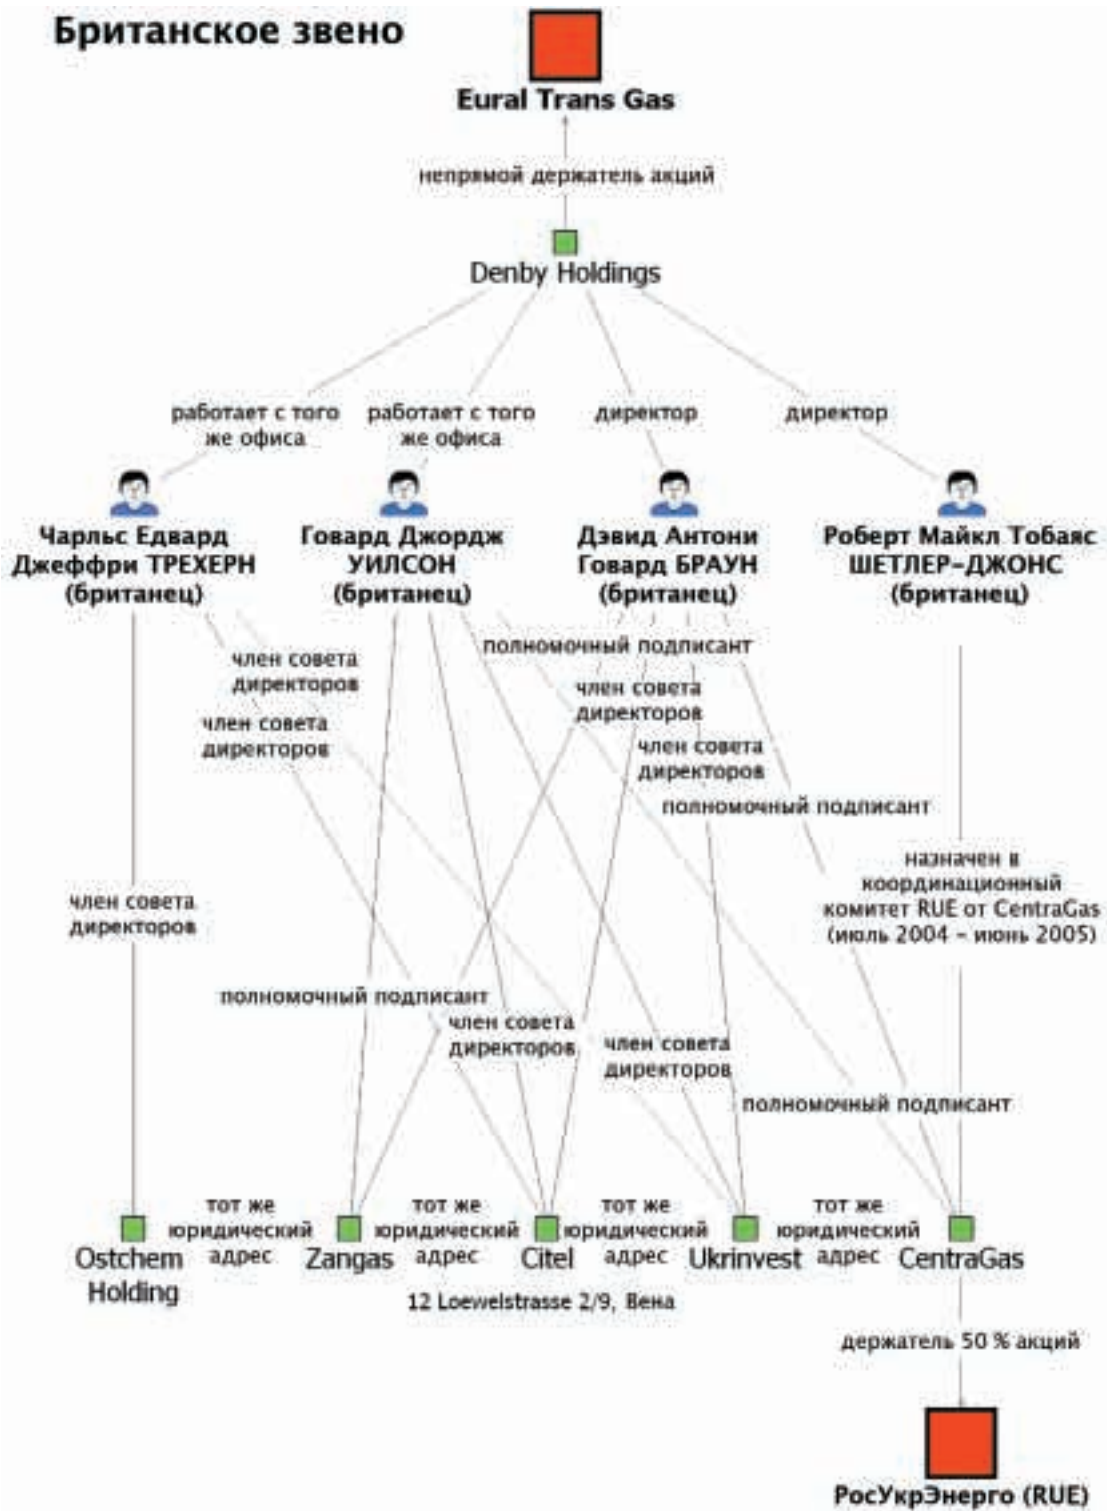 Британское звено
Eural Trans Gas
непрямой держатель акций
Denby Holdings
работает с того
же офиса
работает с того
же офиса
директор
директор
Чарльс Едвард
Джеффри ТРЕХЕРН
(британец)
Говард Джордж
УИЛСОН
(британец)
Дэвид Антони
Говард БРАУН
(британец)
Роберт Майкл Тобаяс
ШЕТЛЕР-ДЖОНС
(британец)
член совета
директоров
член совета
директоров
полномочный подписант
член совета
директоров
член совета
директоров
полномочный подписант
член совета
директоров
назначен в
координационный
комитет RUE от CentraGas
(июль 2004 – июнь 2005)
полномочный подписант
член совета
директоров
член совета
директоров
полномочный подписант
тот же
юридический
адрес
тот же
юридический
адрес
тот же
юридический
адрес
тот же
юридический
адрес
Ostchem
Holding
Zangas
Citel
Ukrinvest
CentraGas
12 Loewelstrasse 2/9, Вена
держатель 50 % акций
РосУкрЭнерго (RUE)